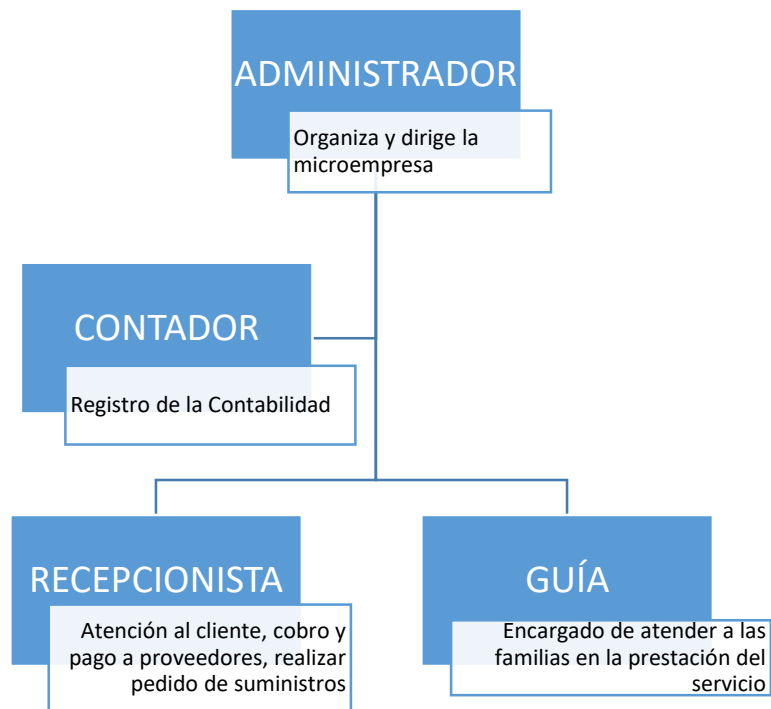 ADMINISTRADOR
Organiza y dirige la
microempresa
CONTADOR
Registro de la Contabilidad
RECEPCIONISTA
Atención al cliente, cobro y
pago a proveedores, realizar
pedido de suministros
GUÍA
Encargado de atender a las
familias en la prestación del
servicio